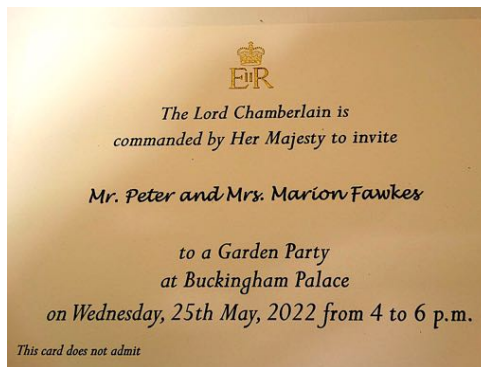 EIIR
The Lord Chamberlain is
commanded by Her Majesty to invite
Mr. Peter and Mrs. Marion Fawkes
to a Garden Party
at Buckingham Palace
on Wednesday, 25th May, 2022 from 4 to 6 p.m.
This card does not admit